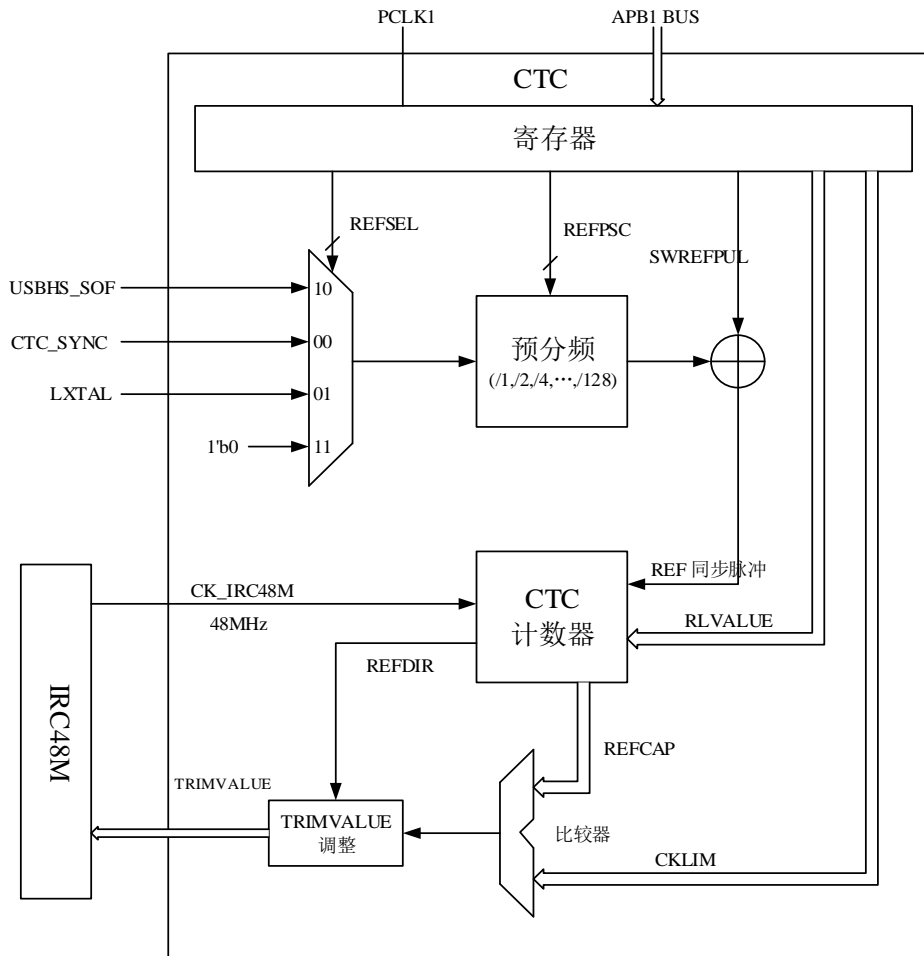 PCLK1
APB1 BUS
CTC
寄存器
REFSEL
REFPSC
SWREFPUL
USBHS_SOF
10
CTC_SYNC
00
预分频
(/1,/2,/4,…,/128)
LXTAL
01
1'b0
11
CK_IRC48M
48MHz
CTC
计数器
REF 同步脉冲
RLVALUE
REFDIR
IRC48M
REFCAP
TRIMVALUE
TRIMVALUE
调整
比较器
CKLIM